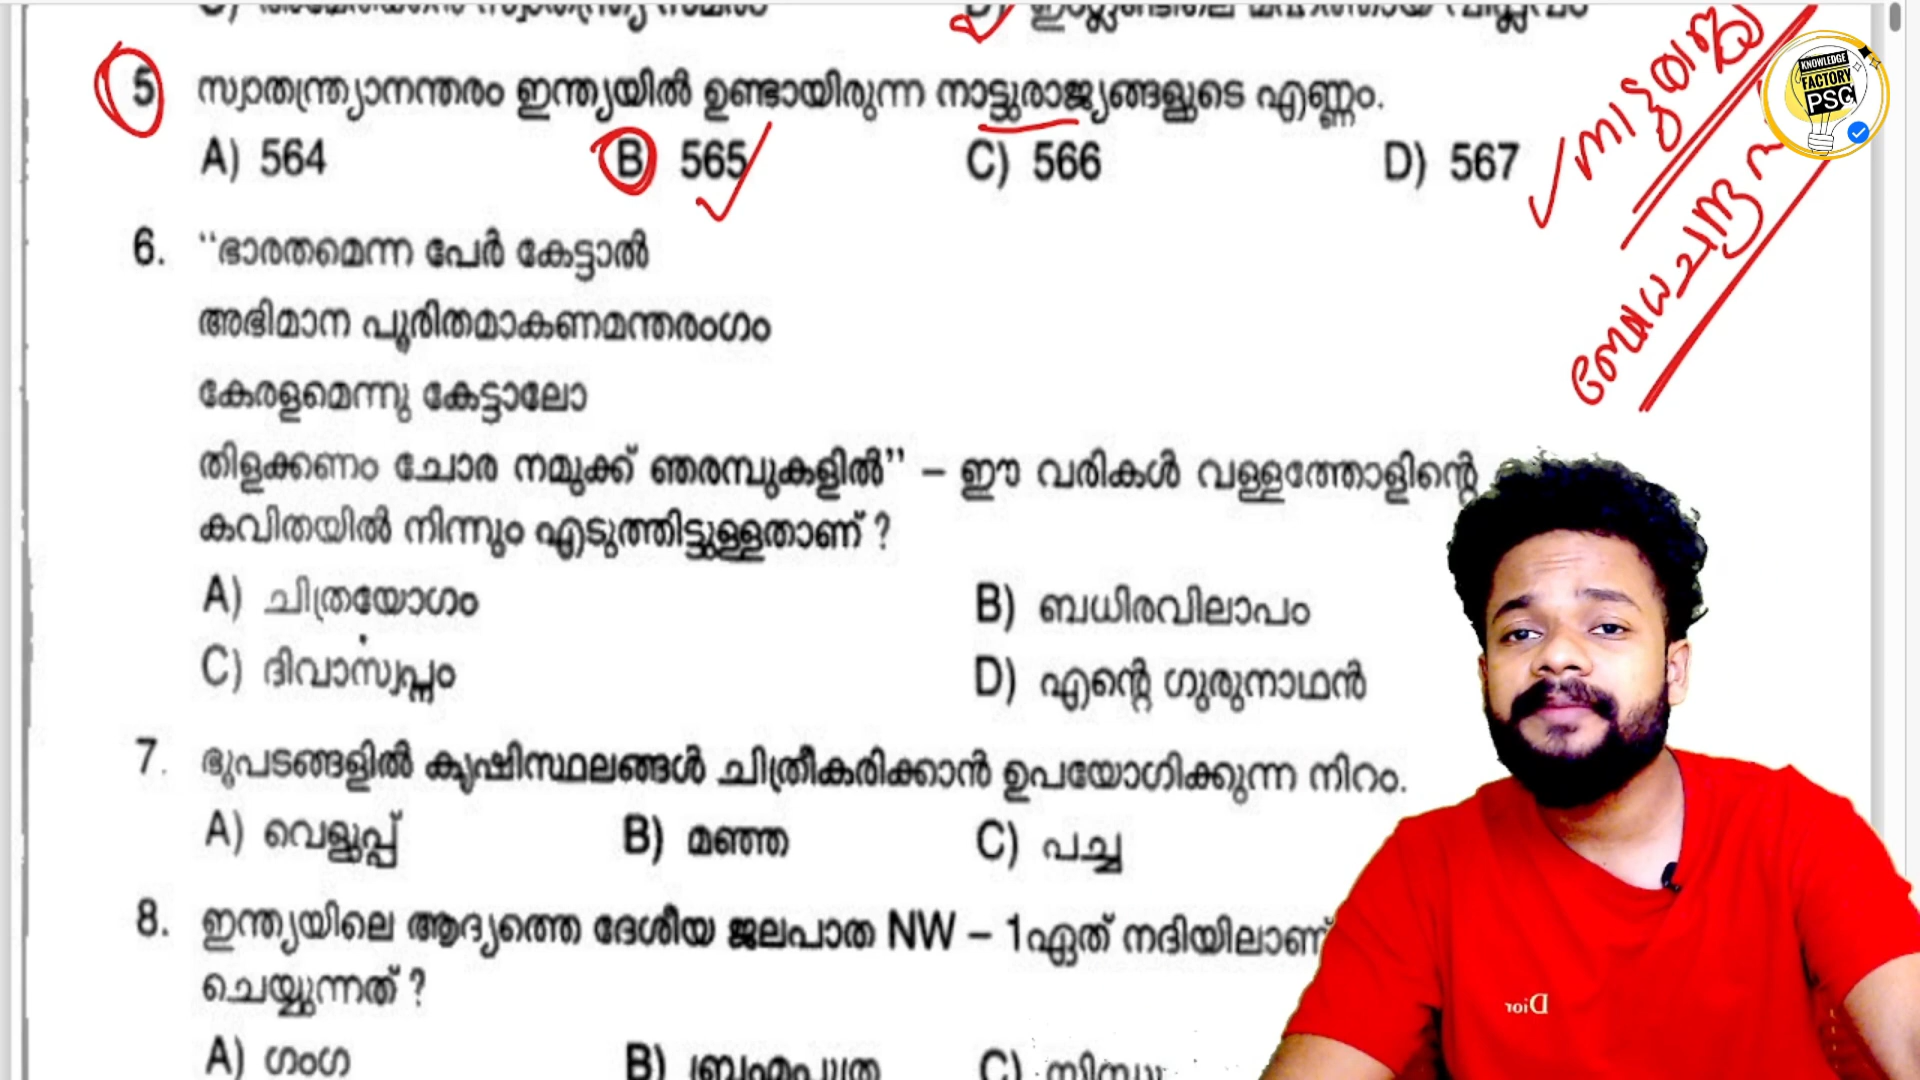 5 സ്വാതന്ത്ര്യാനന്തരം ഇന്ത്യയിൽ ഉണ്ടായിരുന്ന നാട്ടുരാജ്യങ്ങളുടെ എണ്ണം.
A) 564 B) 565 C) 566 D) 567
6. “ഭാരതമെന്ന പേർ കേട്ടാൽ
അഭിമാന പൂരിതമാകണമന്തരംഗം
കേരളമെന്നു കേട്ടാലോ
തിളക്കണം ചോര നമുക്ക് ഞരമ്പുകളിൽ” – ഈ വരികൾ വള്ളത്തോളിന്റെ
കവിതയിൽ നിന്നും എടുത്തിട്ടുള്ളതാണ് ?
A) ചിത്രയോഗം B) ബധിരവിലാപം
C) ദിവാസ്വപ്നം D) എന്റെ ഗുരുനാഥൻ
7. ഭൂപടങ്ങളിൽ കൃഷിസ്ഥലങ്ങൾ ചിത്രീകരിക്കാൻ ഉപയോഗിക്കുന്ന നിറം.
A) വെളുപ്പ് B) മഞ്ഞ C) പച്ച
8. ഇന്ത്യയിലെ ആദ്യത്തെ ദേശീയ ജലപാത NW – 1 ഏത് നദിയിലാണ്
ചെയ്യുന്നത് ?
A) ഗംഗ B) ബ്രഹ്മപുത്ര C) സിന്ധു
KNOWLEDGE
FACTORY
PSC
Dior